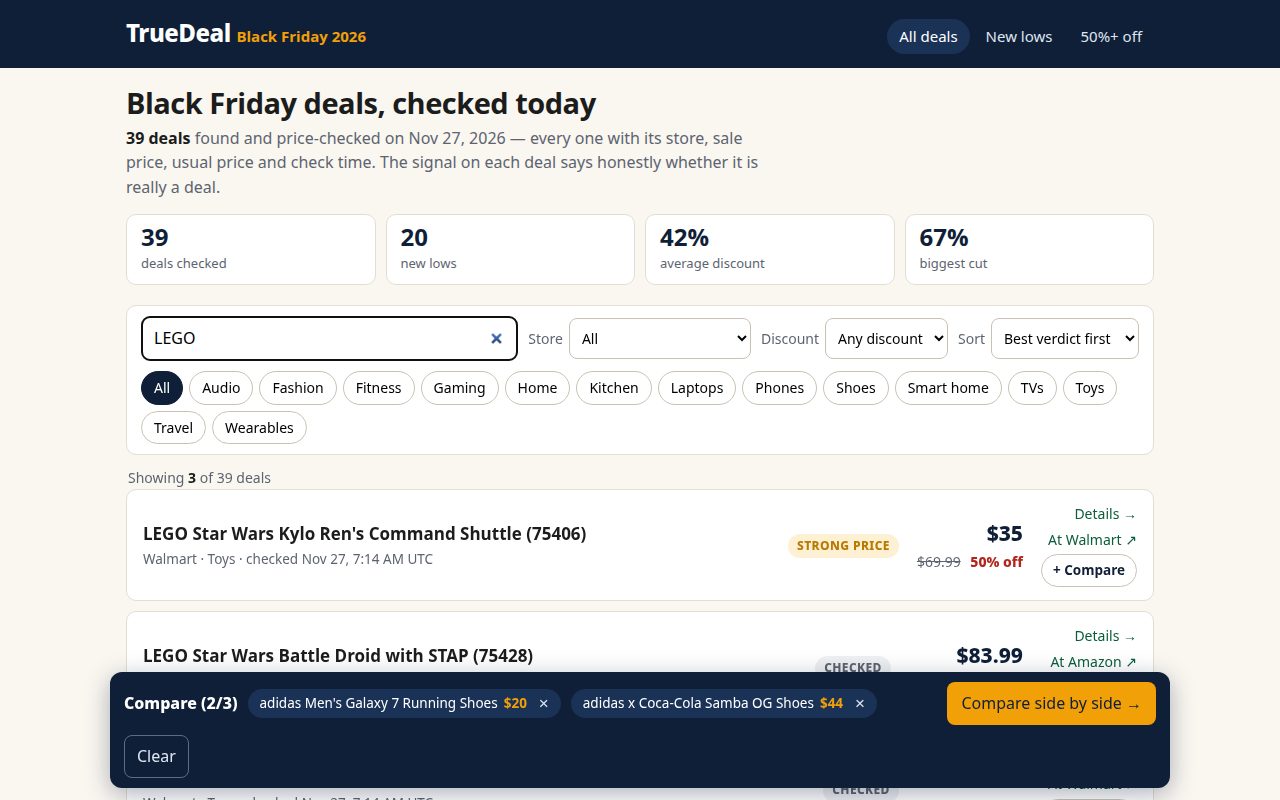 TrueDeal Black Friday 2026
All deals
New lows
50%+ off
Black Friday deals, checked today
39 deals found and price-checked on Nov 27, 2026 — every one with its store, sale
price, usual price and check time. The signal on each deal says honestly whether it is
really a deal.
39
deals checked
20
new lows
42%
average discount
67%
biggest cut
LEGO
Store
All
Discount
Any discount
Sort
Best verdict first
All
Audio
Fashion
Fitness
Gaming
Home
Kitchen
Laptops
Phones
Shoes
Smart home
TVs
Toys
Travel
Wearables
Showing 3 of 39 deals
LEGO Star Wars Kylo Ren's Command Shuttle (75406)
Walmart · Toys · checked Nov 27, 7:14 AM UTC
STRONG PRICE
$35
$69.99 50% off
Details →
At Walmart ↗
+ Compare
LEGO Star Wars Battle Droid with STAP (75428)
CHECKED
$83.99
Details →
At Amazon ↗
Compare (2/3)
adidas Men's Galaxy 7 Running Shoes $20 ✕
adidas x Coca-Cola Samba OG Shoes $44 ✕
Compare side by side →
Clear
CHECKED